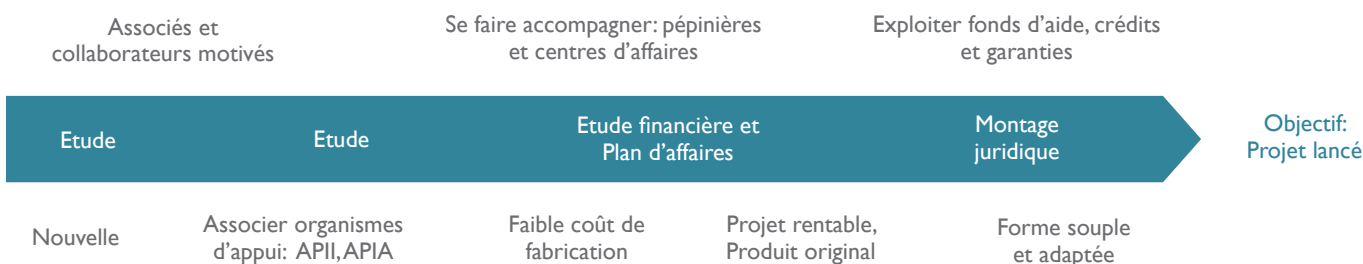 Associés et
collaborateurs motivés
Se faire accompagner: pépinières
et centres d'affaires
Exploiter fonds d'aide, crédits
et garanties
Etude
Etude
Etude financière et
Plan d'affaires
Montage
juridique
Objectif:
Projet lancé
Nouvelle
Associer organismes
d'appui: APII, APIA
Faible coût de
fabrication
Projet rentable,
Produit original
Forme souple
et adaptée